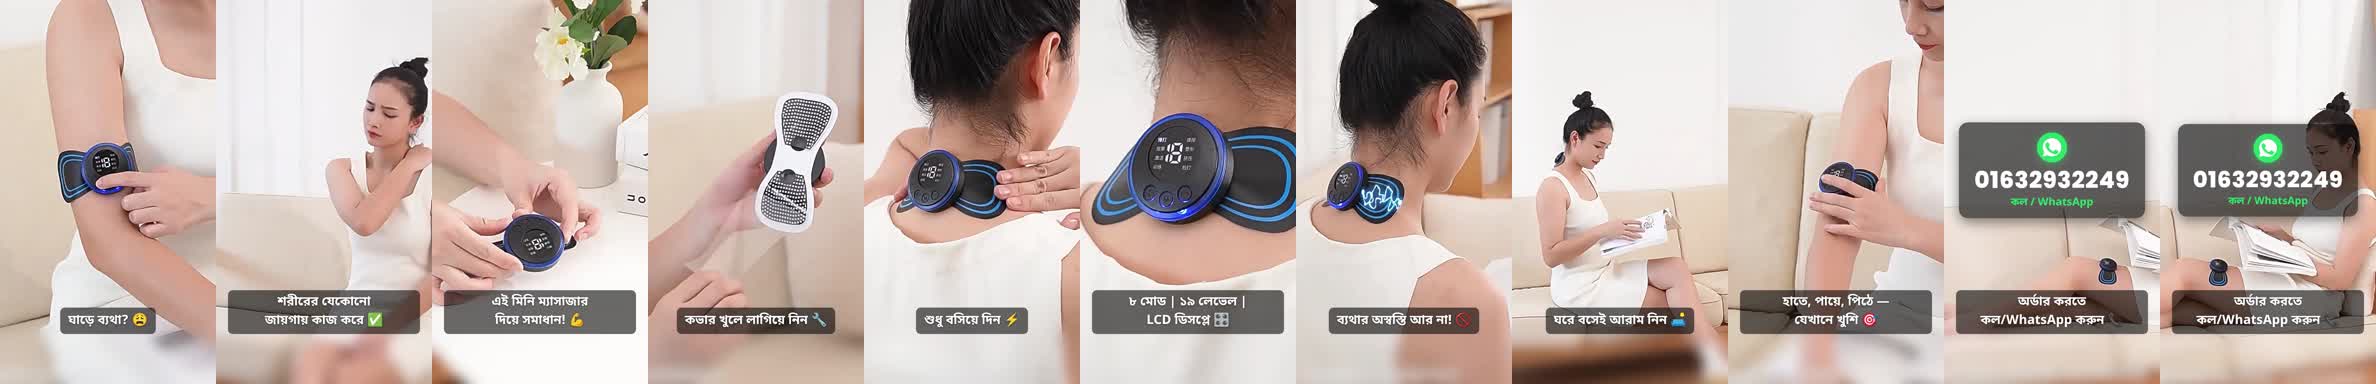 ঘাড়ে ব্যথা? 😩
শরীরের যেকোনো
জায়গায় কাজ করে ✅
এই মিনি ম্যাসাজার
দিয়ে সমাধান! 💪
কভার খুলে লাগিয়ে নিন 🔧
শুধু বসিয়ে দিন ⚡
18
৮ মোড | ১৯ লেভেল |
LCD ডিসপ্লে 🎛️
ব্যথার অস্বস্তি আর না! 🚫
ঘরে বসেই আরাম নিন 🛋️
হাতে, পায়ে, পিঠে —
যেখানে খুশি 🎯
01632932249
কল / WhatsApp
অর্ডার করতে
কল/WhatsApp করুন
01632932249
কল / WhatsApp
অর্ডার করতে
কল/WhatsApp করুন